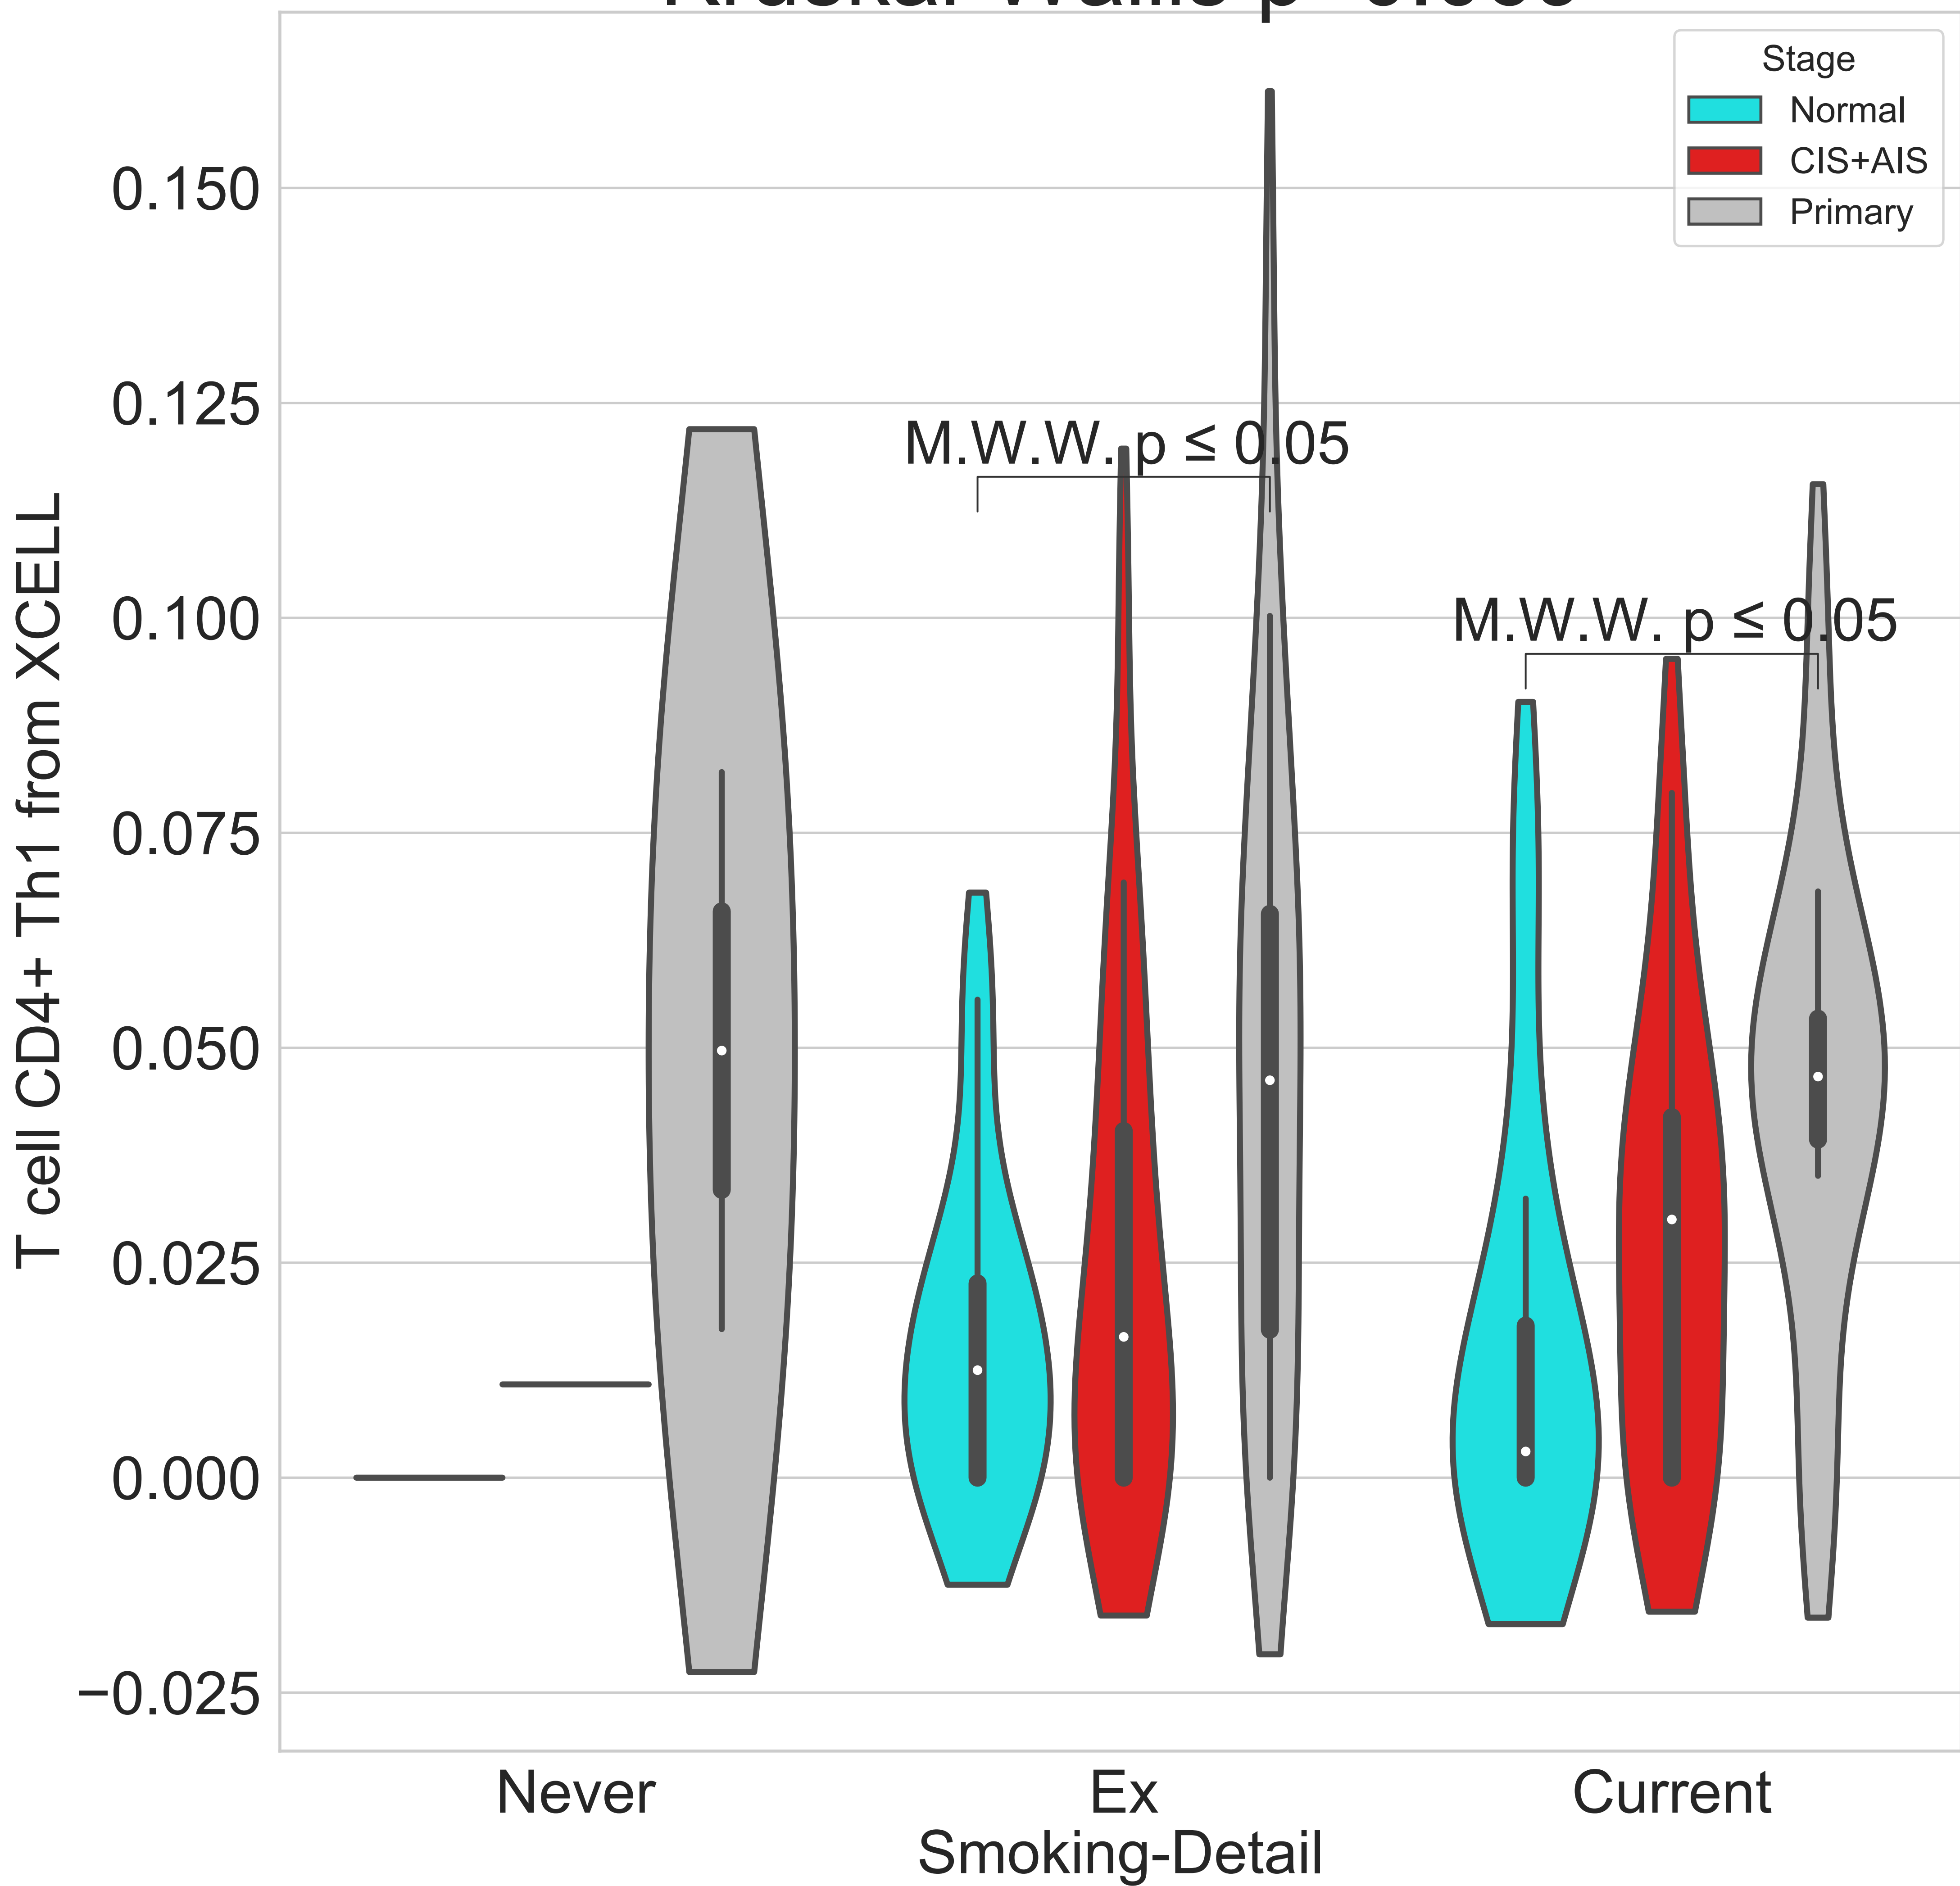 Stage
Normal
CIS+AIS
Primary
0.150
0.125
0.100
0.075
0.050
0.025
0.000
−0.025
T cell CD4+ Th1 from XCELL
M.W.W. p ≤ 0.05
M.W.W. p ≤ 0.05
Never
Ex
Current
Smoking-Detail